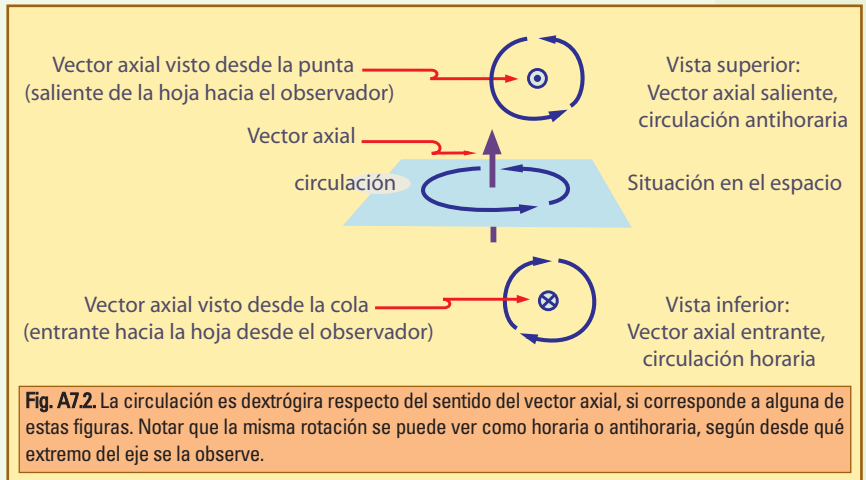 Vector axial visto desde la punta
(saliente de la hoja hacia el observador)
Vista superior:
Vector axial saliente,
circulación antihoraria
Vector axial
circulación
Situación en el espacio
Vector axial visto desde la cola
(entrante hacia la hoja desde el observador)
Vista inferior:
Vector axial entrante,
circulación horaria
Fig. A7.2. La circulación es dextrógira respecto del sentido del vector axial, si corresponde a alguna de
estas figuras. Notar que la misma rotación se puede ver como horaria o antihoraria, según desde qué
extremo del eje se la observe.